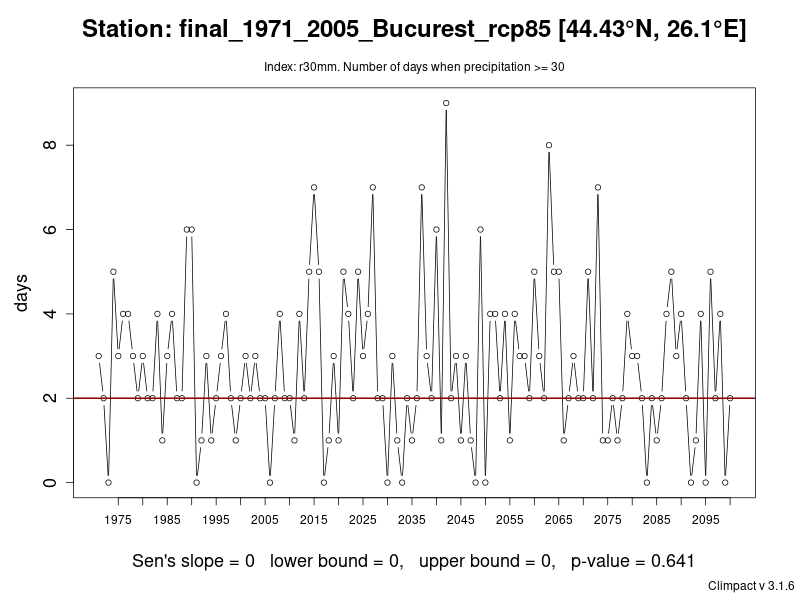 Station: final_1971_2005_Bucurest_rcp85 [44.43°N, 26.1°E]
Index: r30mm. Number of days when precipitation >= 30
8
6
4
2
0
days
1975 1985 1995 2005 2015 2025 2035 2045 2055 2065 2075 2085 2095
Sen's slope = 0 lower bound = 0, upper bound = 0, p-value = 0.641
Climpact v 3.1.6